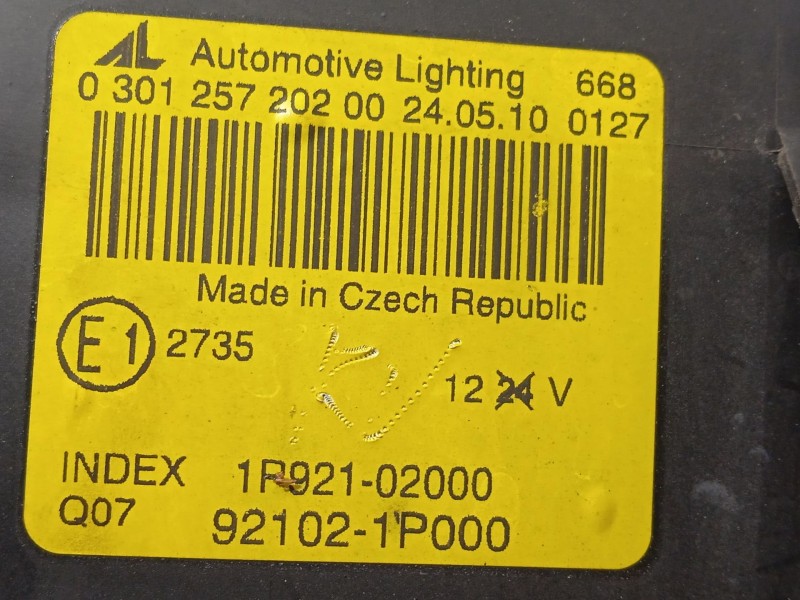 AL Automotive Lighting 668
0 301 257 202 00 24.05.10 0127
Made in Czech Republic
E1 2735
12 24 V
INDEX 1P921-02000
Q07 92102-1P000